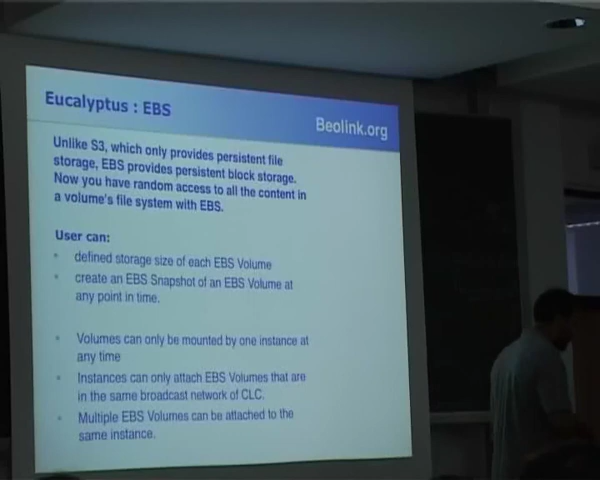 Eucalyptus : EBS
Beolink.org
Unlike S3, which only provides persistent file
storage, EBS provides persistent block storage.
Now you have random access to all the content in
a volume's file system with EBS.
User can:
• defined storage size of each EBS Volume
• create an EBS Snapshot of an EBS Volume at
any point in time.
• Volumes can only be mounted by one instance at
any time
• Instances can only attach EBS Volumes that are
in the same broadcast network of CLC.
• Multiple EBS Volumes can be attached to the
same instance.